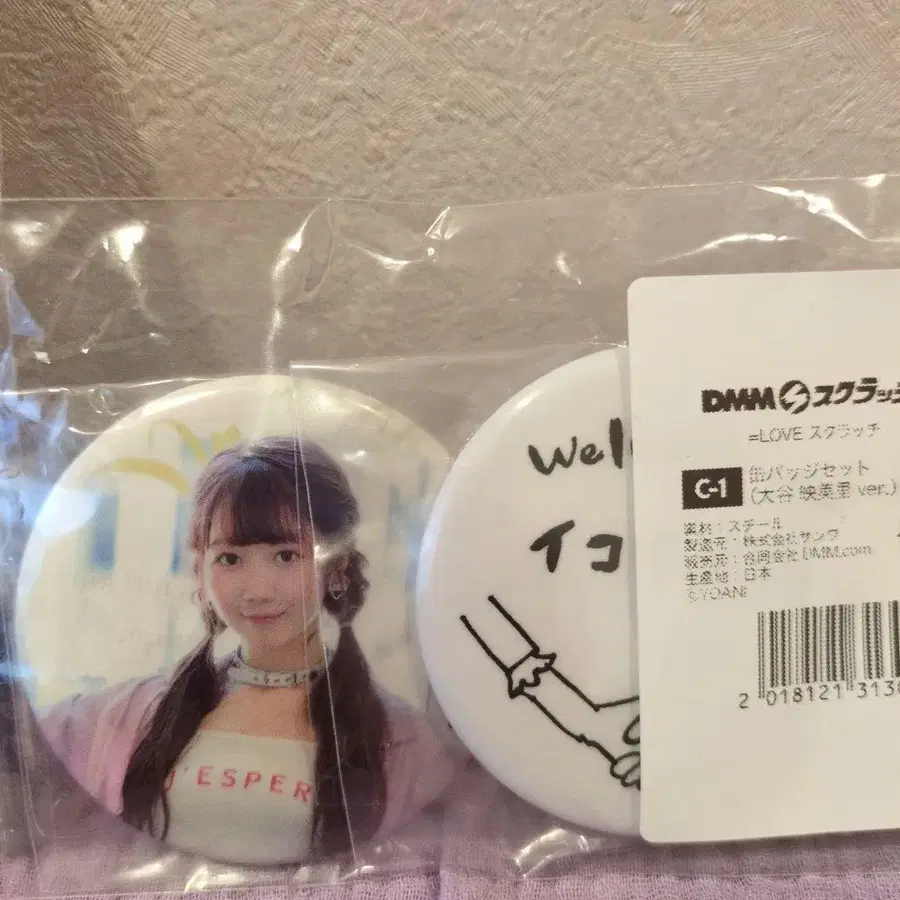 J'ESPER
Wel
イコ
DMMスクラッチ
=LOVE スクラッチ
C-1
缶バッジセット
(大谷 映美里 ver.)
素材：スチール
製造元：株式会社サンワ
販売元：合同会社 DMM.com
生産地：日本
©YOANI
2 018121 313